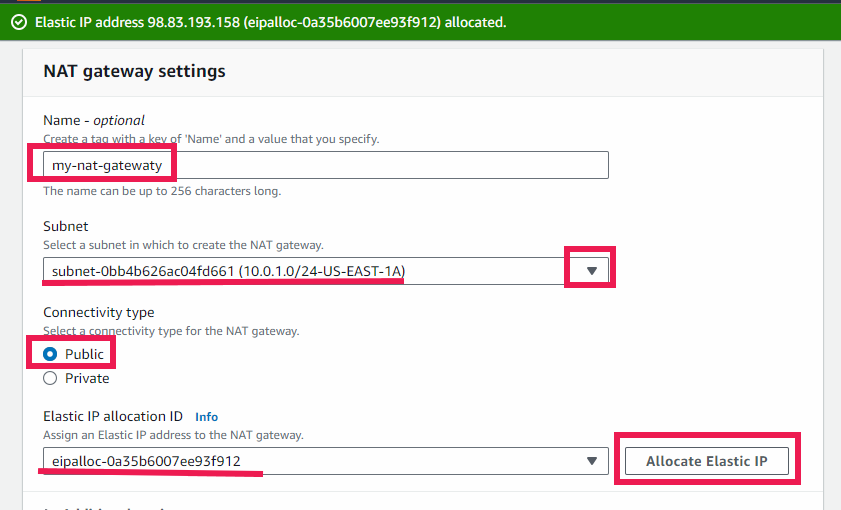 Elastic IP address 98.83.193.158 (eipalloc-0a35b6007ee93f912) allocated.
NAT gateway settings
Name - optional
Create a tag with a key of 'Name' and a value that you specify.
my-nat-gatewaty
The name can be up to 256 characters long.
Subnet
Select a subnet in which to create the NAT gateway.
subnet-0bb4b626ac04fd661 (10.0.1.0/24-US-EAST-1A)
Connectivity type
Select a connectivity type for the NAT gateway.
Public
Private
Elastic IP allocation ID Info
Assign an Elastic IP address to the NAT gateway.
eipalloc-0a35b6007ee93f912
Allocate Elastic IP